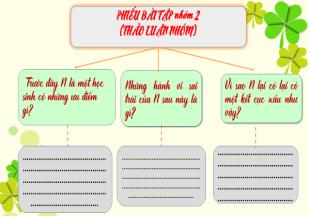 PHIẾU BÀI TẬP nhóm 2
(THẢO LUẬN NHÓM)
Trước đây N là một học
sinh có những ưu điểm
gì?
Những hành vi sai
trái của N sau này là
gì?
Vì sao N lại có lại có
một kết cục xấu như
vậy?